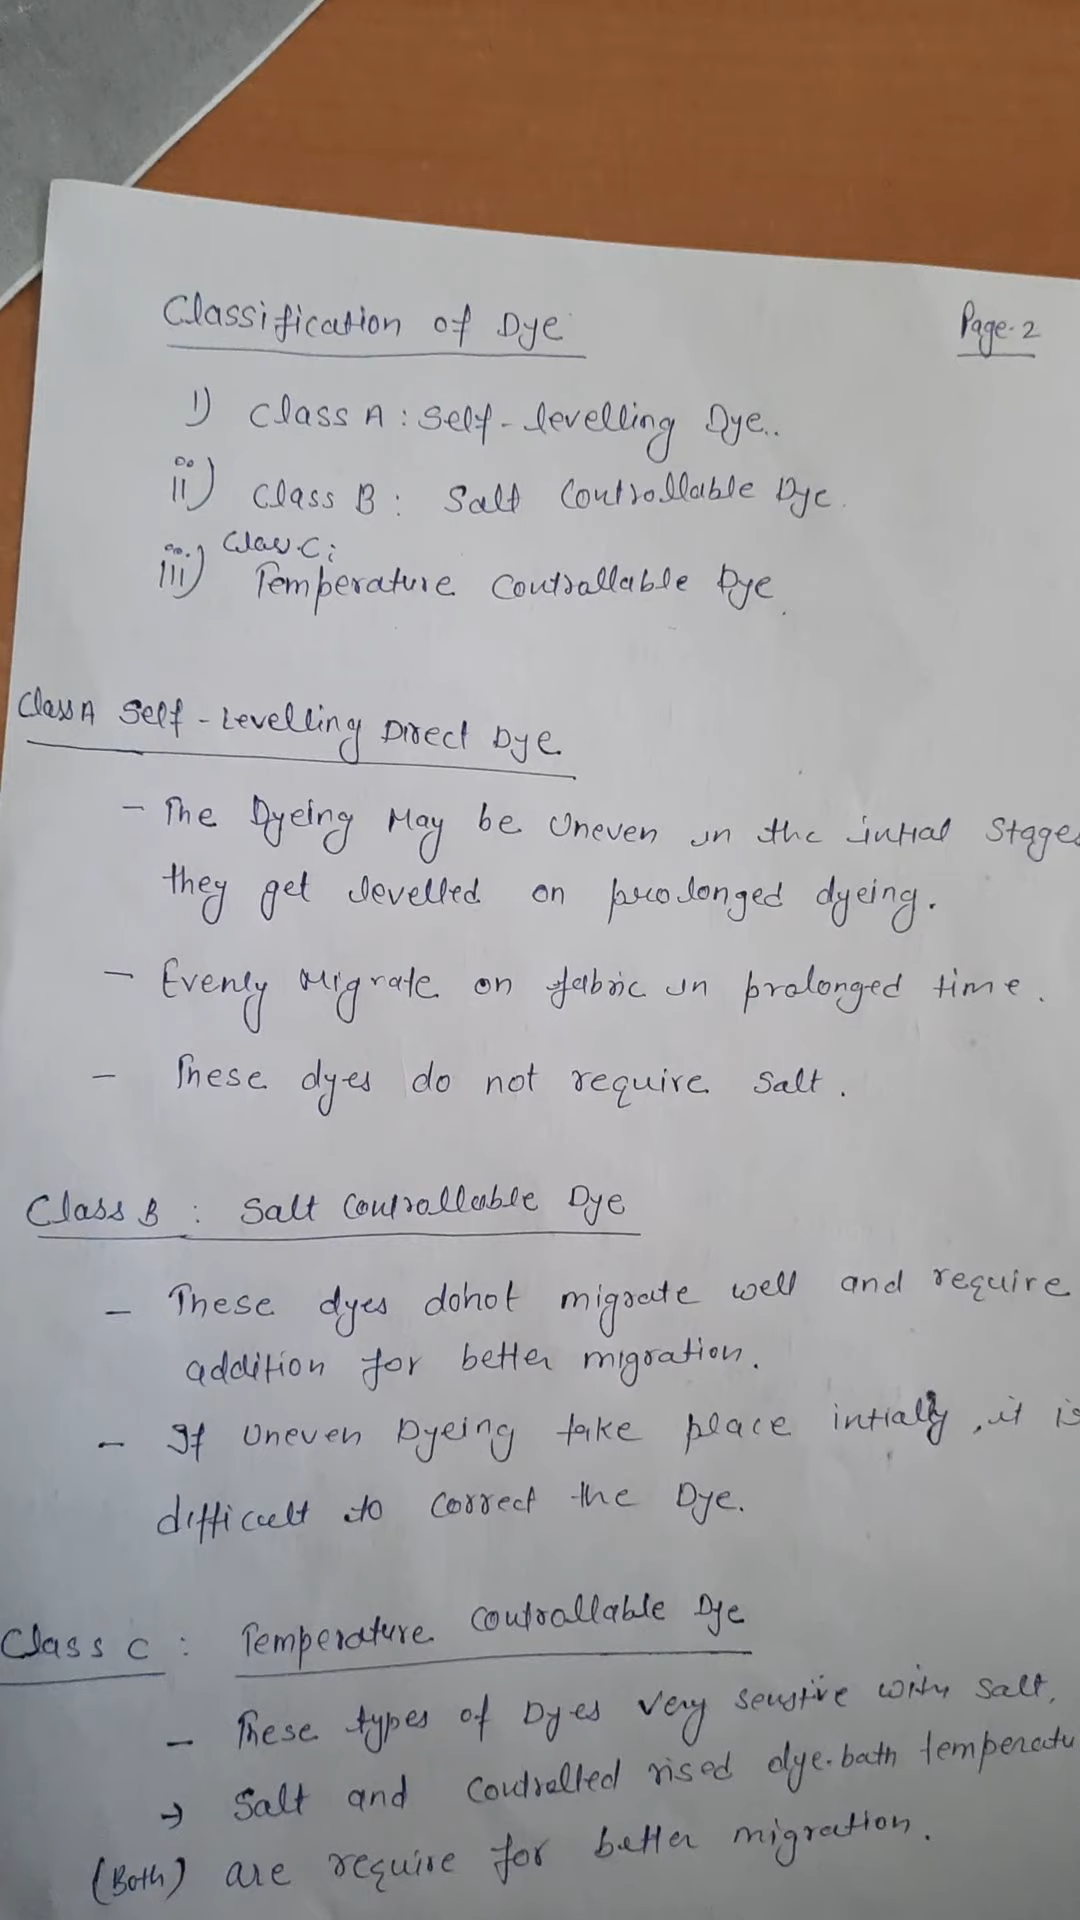 Classification of Dye
Page-2
i) Class A : Self-levelling Dye..
ii) Class B : Salt Controllable Dye.
Class C:
iii) Temperature Controllable Dye.
Class A Self-Levelling Direct Dye
- The Dyeing May be Uneven in the intial Stages
they get levelled on prolonged dyeing.
- Evenly Migrate on fabric in prolonged time.
- These dyes do not require Salt.
Class B : Salt Controllable Dye
- These dyes donot migrate well and require
addition for better migration.
- If Uneven Dyeing take place intially, it is
difficult to Correct the Dye.
Class C : Temperature Controllable Dye
- These types of Dyes Very senstive with Salt.
→ Salt and Controlled rised dye-bath temperatu
(Both) are require for better migration.